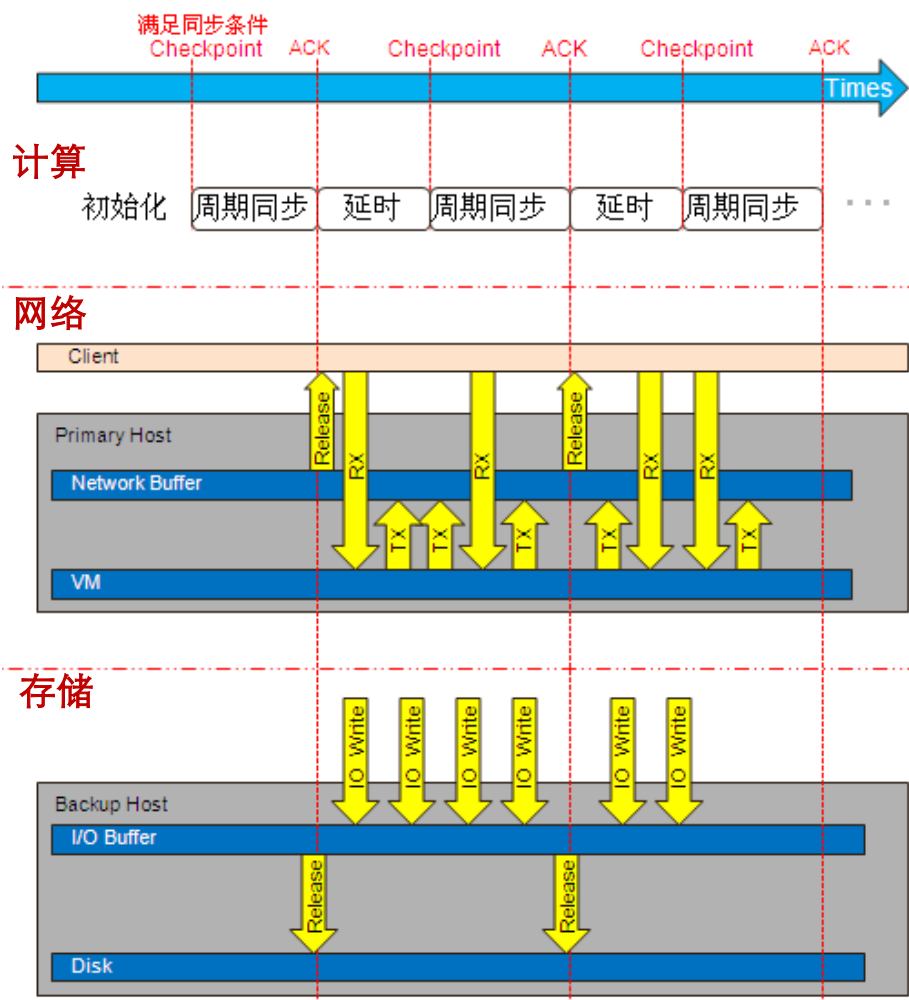 满足同步条件
Checkpoint ACK Checkpoint ACK Checkpoint ACK
Times
计算
初始化 周期同步 延时 周期同步 延时 周期同步 ...
网络
Client
Release RX RX Release RX RX
Primary Host
Network Buffer
TX TX TX TX TX
VM
存储
IO Write IO Write IO Write IO Write IO Write IO Write
Backup Host
I/O Buffer
Release Release
Disk